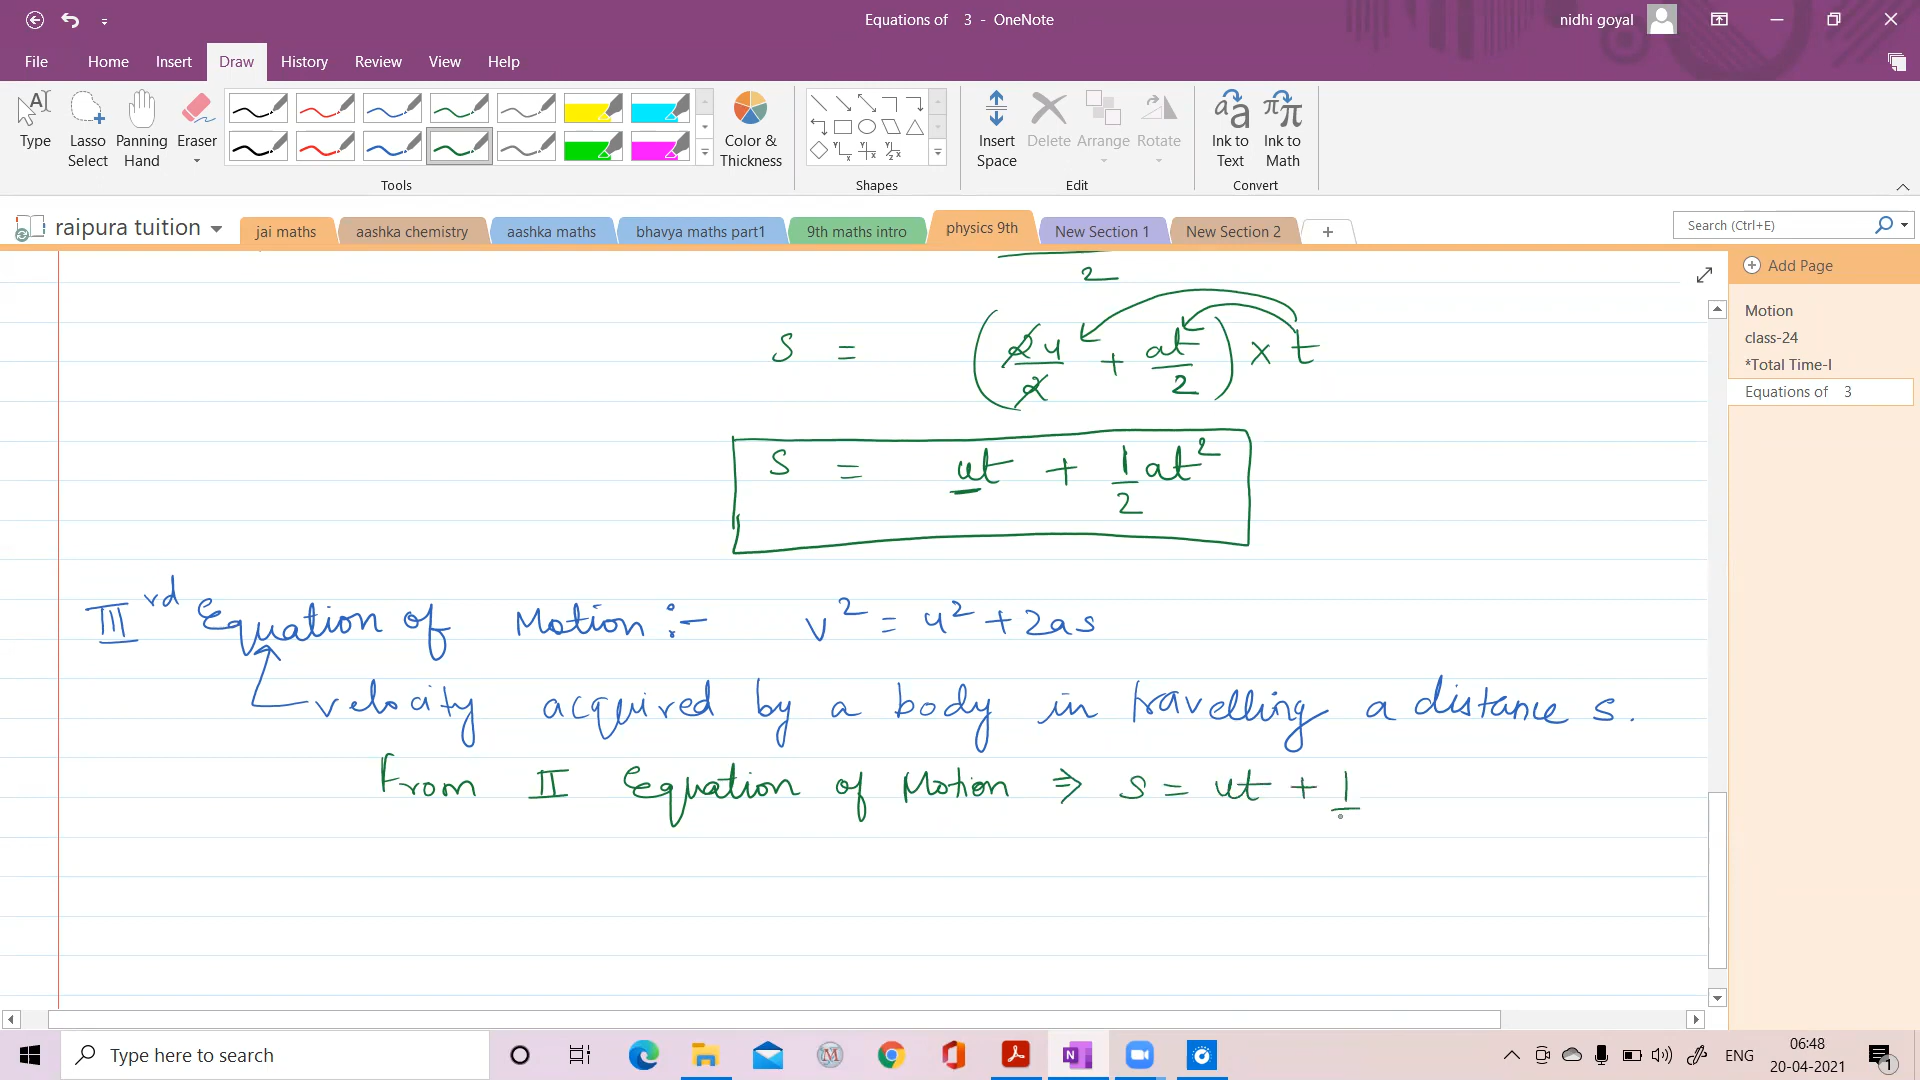 Equations of 3 - OneNote
nidhi goyal
File Home Insert Draw History Review View Help
Type
Lasso Select
Panning Hand
Eraser
Color & Thickness
Insert Space
Delete
Arrange
Rotate
Ink to Text
Ink to Math
Tools
Shapes
Edit
Convert
raipura tuition
jai maths
aashka chemistry
aashka maths
bhavya maths part1
9th maths intro
physics 9th
New Section 1
New Section 2
Search (Ctrl+E)
Add Page
Motion
class-24
*Total Time-I
Equations of 3
2
s = (2u/2 + at/2) × t
s = ut + 1/2 at²
IIIrd Equation of Motion :- v² = u² + 2as
velocity acquired by a body in travelling a distance s.
From II Equation of Motion ⇒ s = ut + 1
Type here to search
ENG
06:48
20-04-2021
1